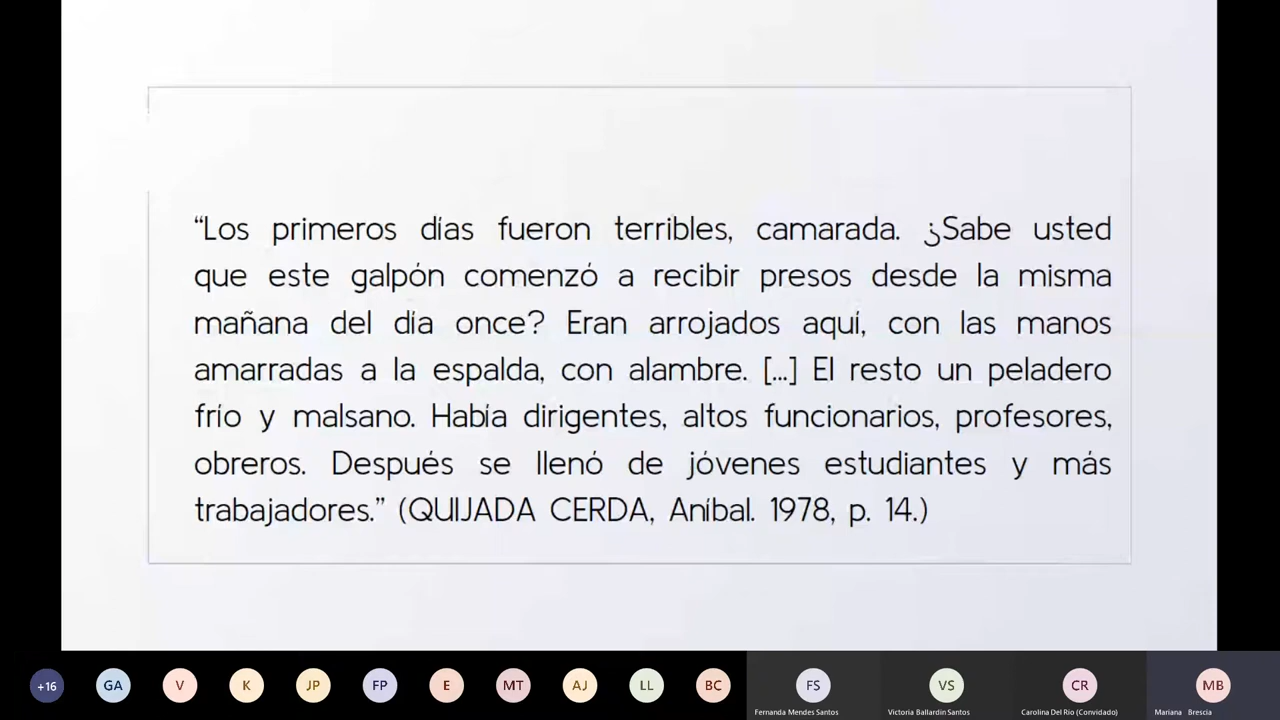 “Los primeros días fueron terribles, camarada. ¿Sabe usted
que este galpón comenzó a recibir presos desde la misma
mañana del día once? Eran arrojados aquí, con las manos
amarradas a la espalda, con alambre. [...] El resto un peladero
frío y malsano. Había dirigentes, altos funcionarios, profesores,
obreros. Después se llenó de jóvenes estudiantes y más
trabajadores.” (QUIJADA CERDA, Aníbal. 1978, p. 14.)
+16 GA V K JP FP E MT AJ LL BC FS VS CR MB
Fernanda Mendes Santos Victoria Ballardin Santos Carolina Del Río (Convidado) Mariana Brescia